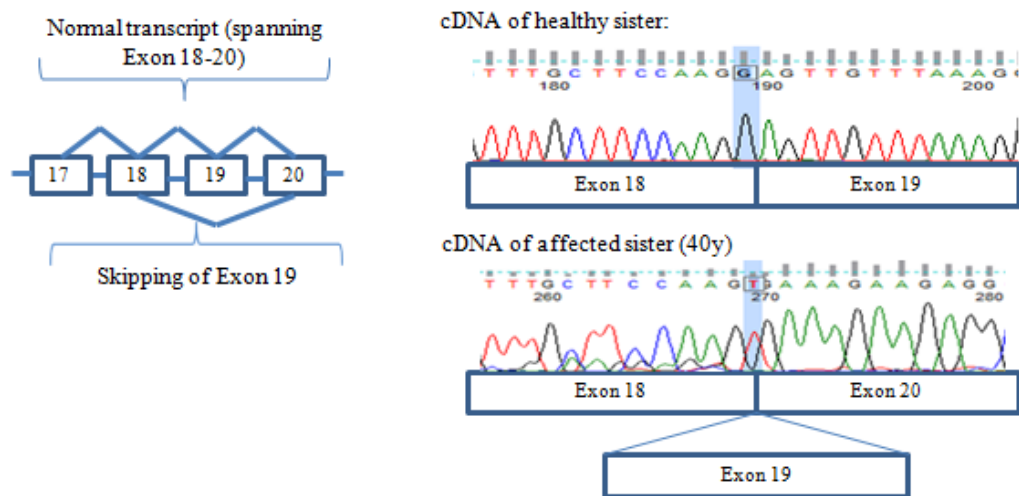 Normal transcript (spanning
Exon 18-20)
17
18
19
20
Skipping of Exon 19
cDNA of healthy sister:
T T T G C T T C C A A G G A G T T G T T T A A A G C
180
190
200
Exon 18
Exon 19
cDNA of affected sister (40y)
T T T G C T T C C A A G T G A A A G A A G A G G
260
270
280
Exon 18
Exon 20
Exon 19